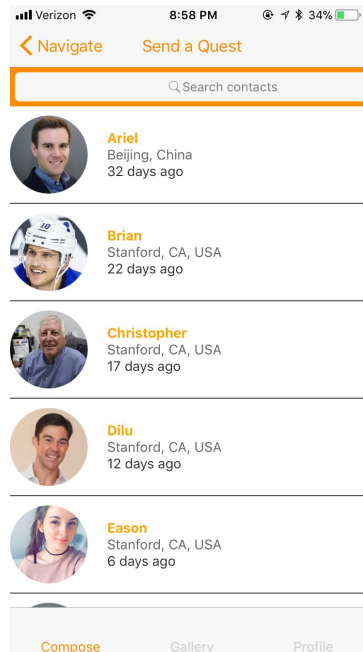 Verizon 8:58 PM 34%
Navigate Send a Quest
Search contacts
Ariel
Beijing, China
32 days ago
10
Brian
Stanford, CA, USA
22 days ago
Christopher
Stanford, CA, USA
17 days ago
Dilu
Stanford, CA, USA
12 days ago
Eason
Stanford, CA, USA
6 days ago
Compose Gallery Profile